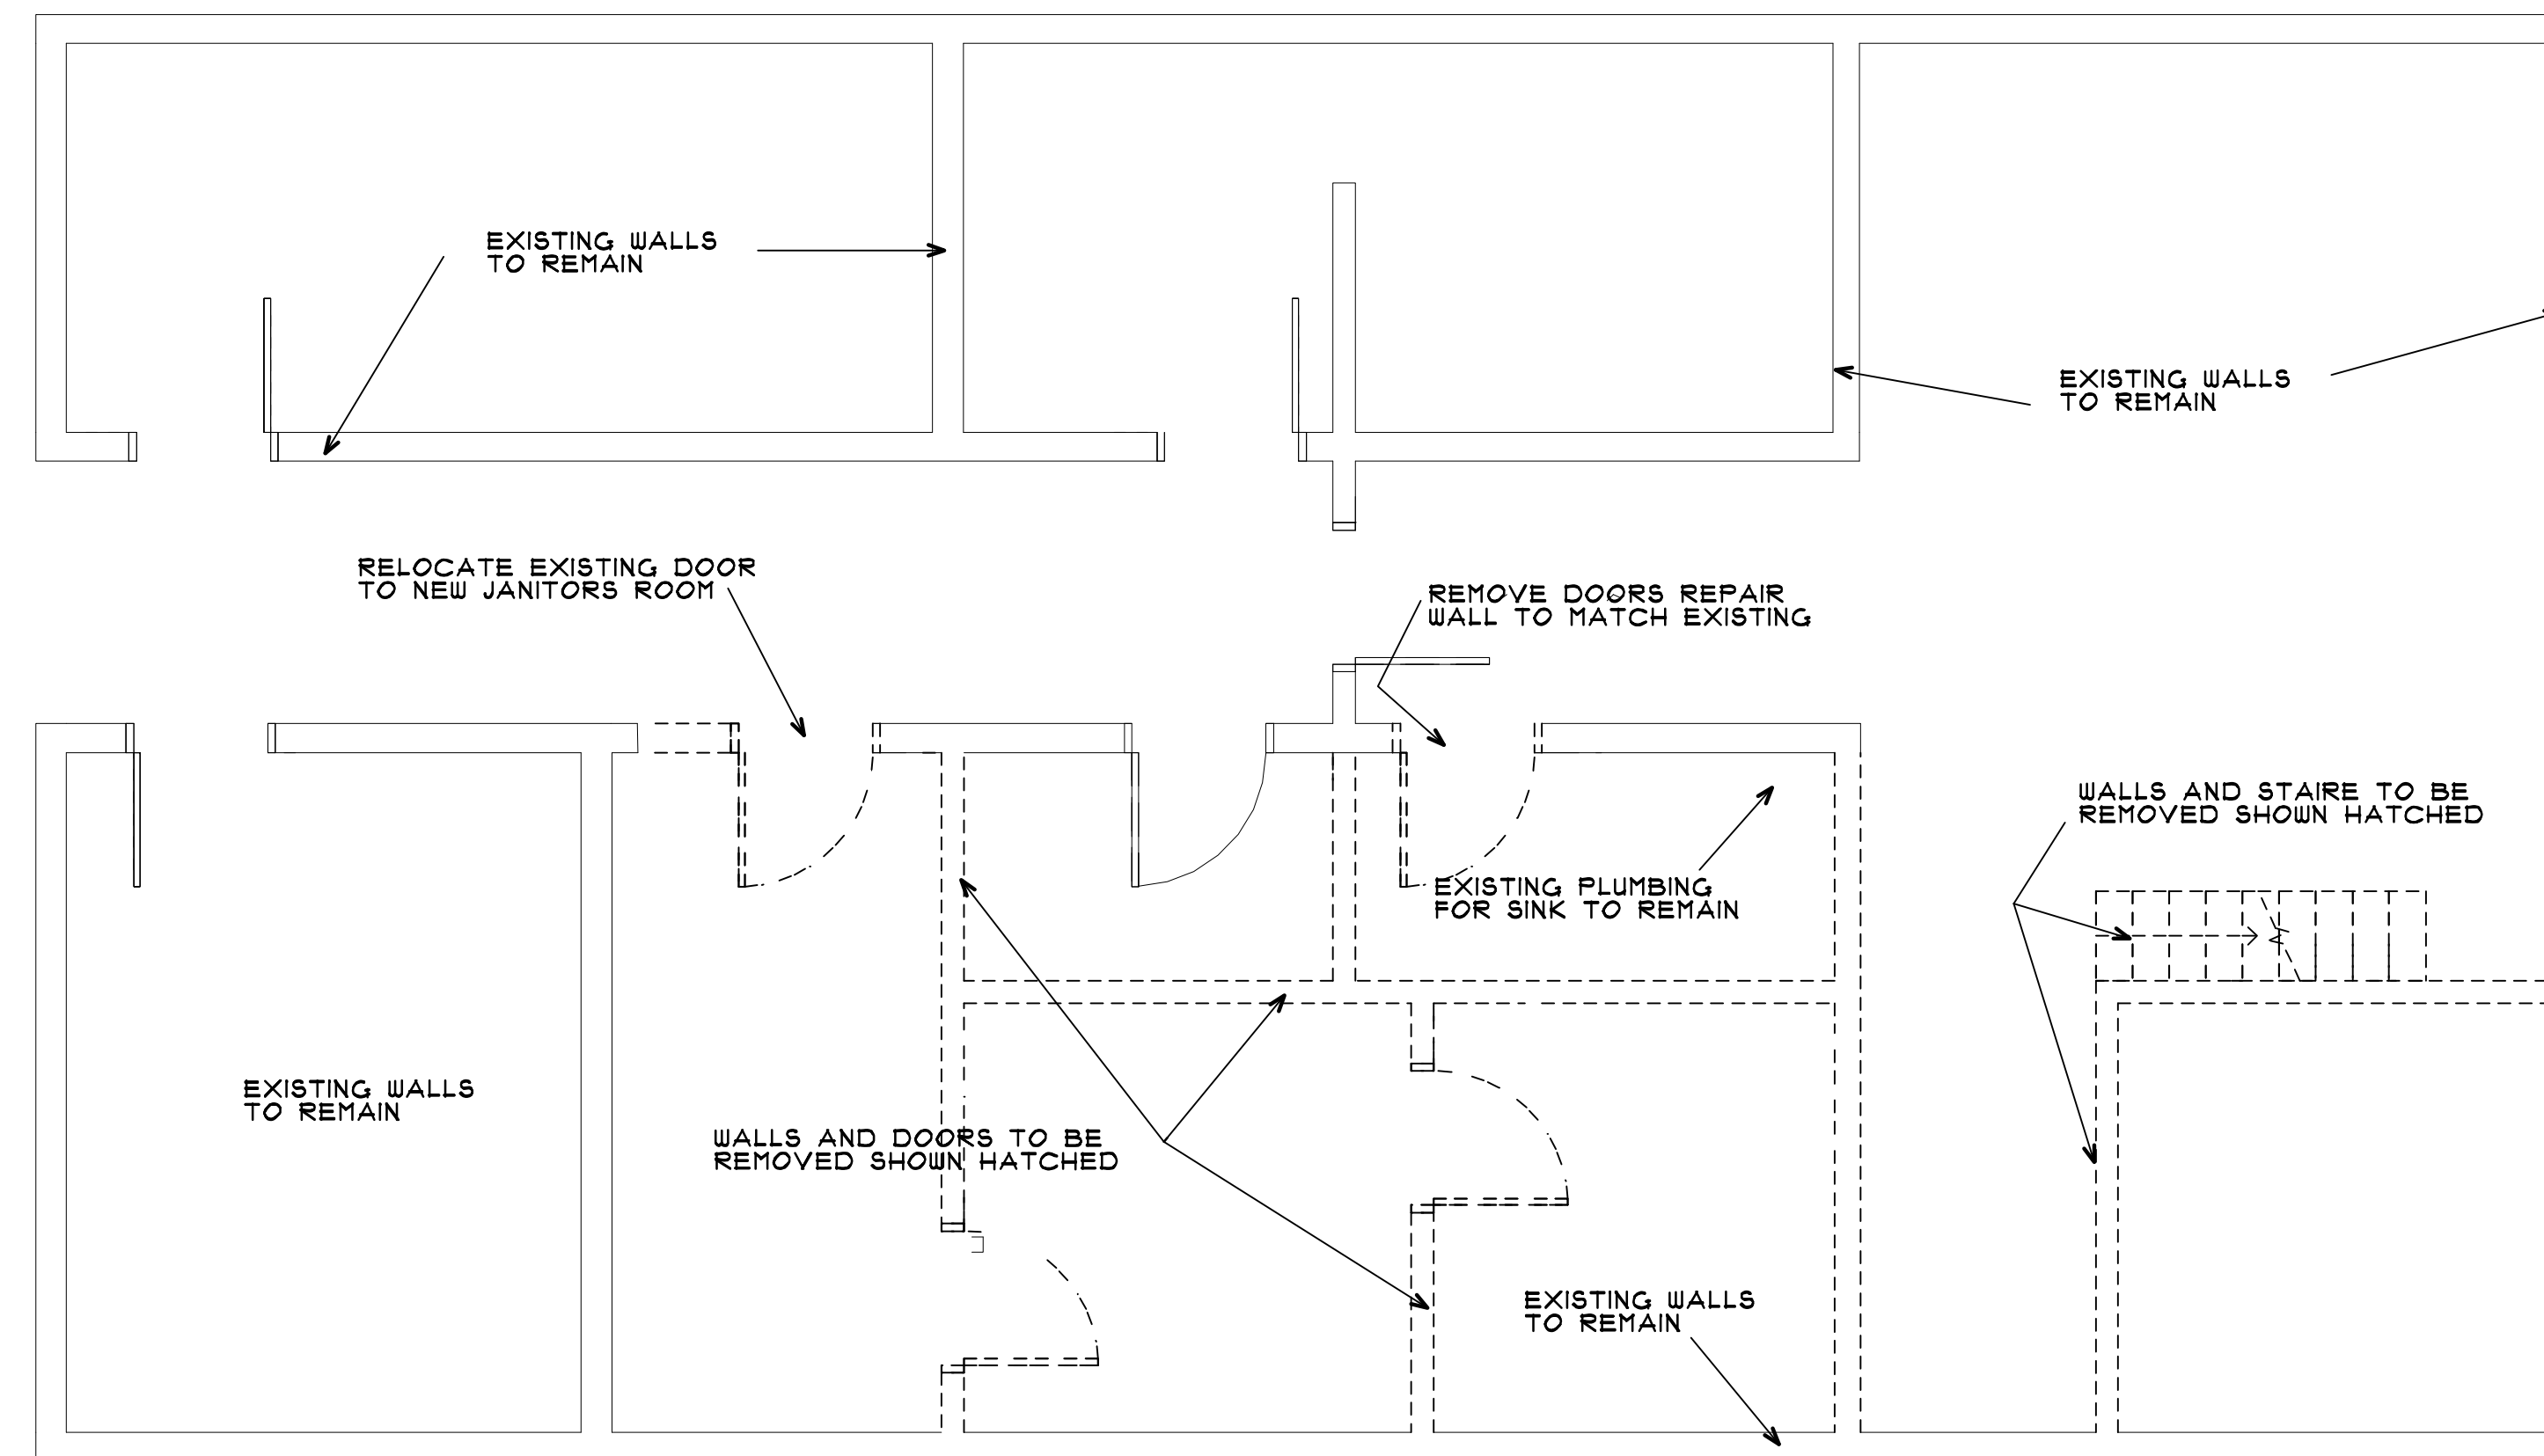 EXISTING WALLS
TO REMAIN
EXISTING WALLS
TO REMAIN
RELOCATE EXISTING DOOR
TO NEW JANITORS ROOM
REMOVE DOORS REPAIR
WALL TO MATCH EXISTING
WALLS AND STAIRE TO BE
REMOVED SHOWN HATCHED
EXISTING PLUMBING
FOR SINK TO REMAIN
EXISTING WALLS
TO REMAIN
WALLS AND DOORS TO BE
REMOVED SHOWN HATCHED
EXISTING WALLS
TO REMAIN